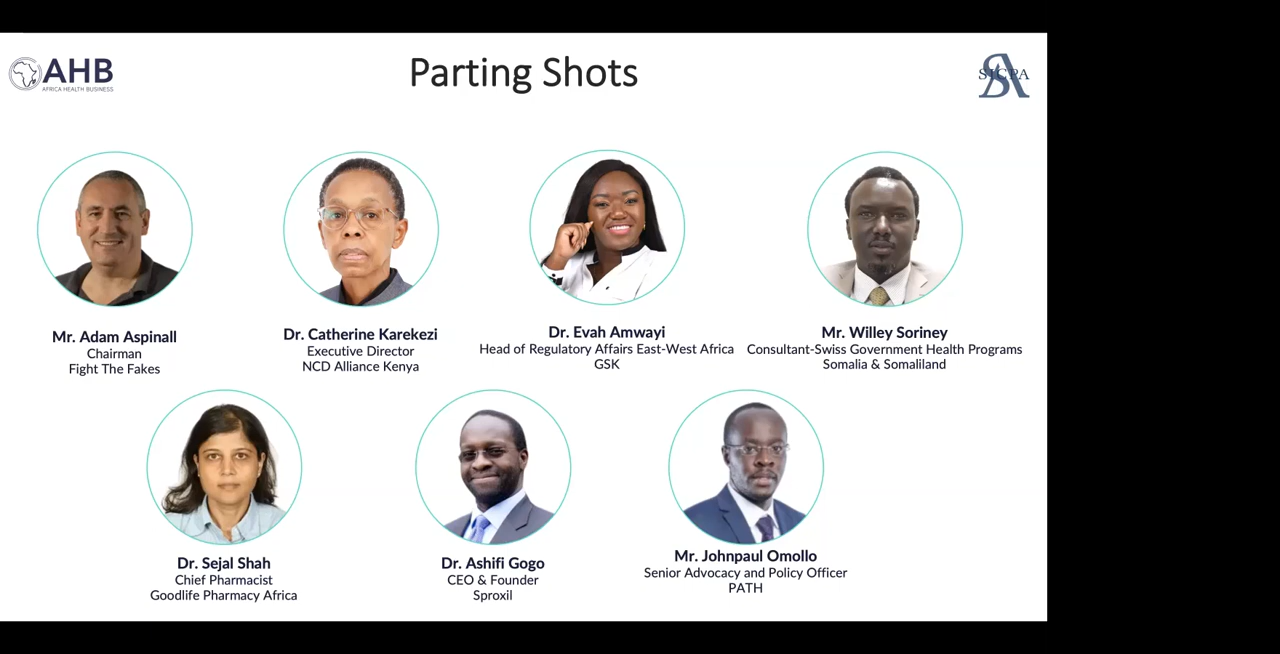 AHB
AFRICA HEALTH BUSINESS
Parting Shots
SICPA
Mr. Adam Aspinall
Chairman
Fight The Fakes
Dr. Catherine Karekezi
Executive Director
NCD Alliance Kenya
Dr. Evah Amwayi
Head of Regulatory Affairs East-West Africa
GSK
Mr. Willey Soriney
Consultant-Swiss Government Health Programs
Somalia & Somaliland
Dr. Sejal Shah
Chief Pharmacist
Goodlife Pharmacy Africa
Dr. Ashifi Gogo
CEO & Founder
Sproxil
Mr. Johnpaul Omollo
Senior Advocacy and Policy Officer
PATH